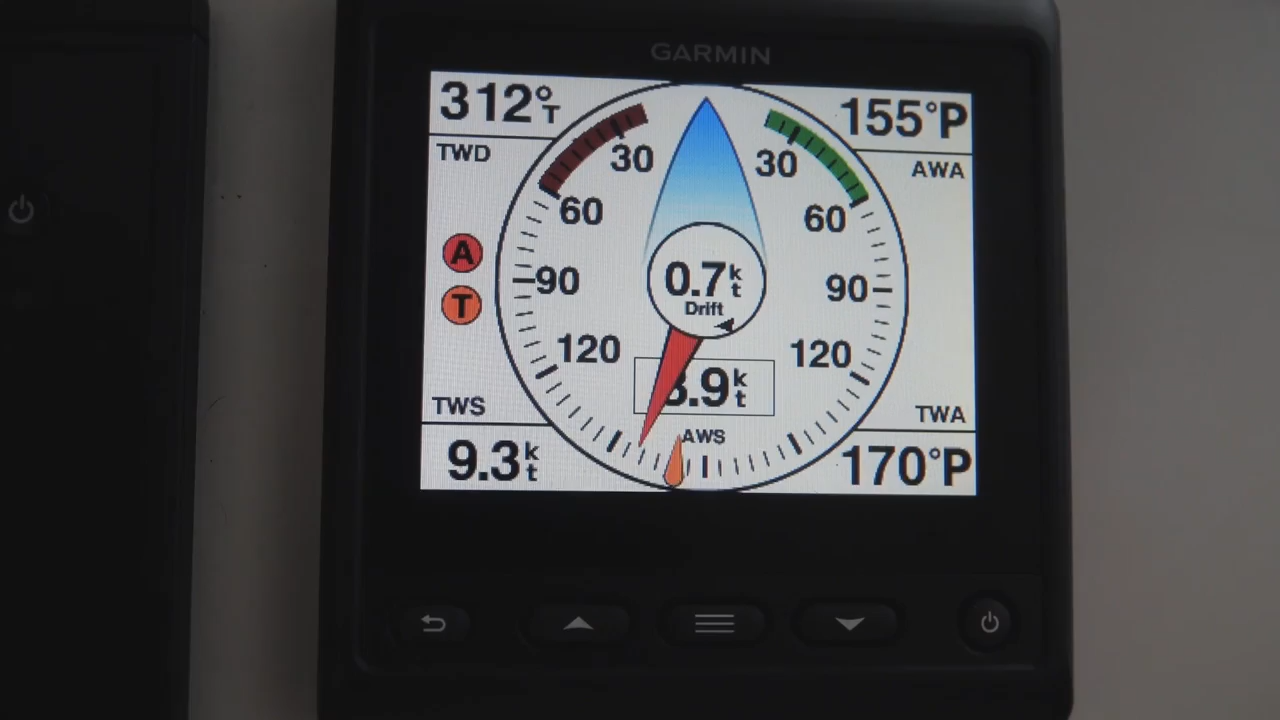 GARMIN
312°T
155°P
TWD
AWA
30
30
60
60
A
90
0.7kt
90
Drift
T
120
120
.9kt
TWS
AWS
TWA
9.3kt
170°P